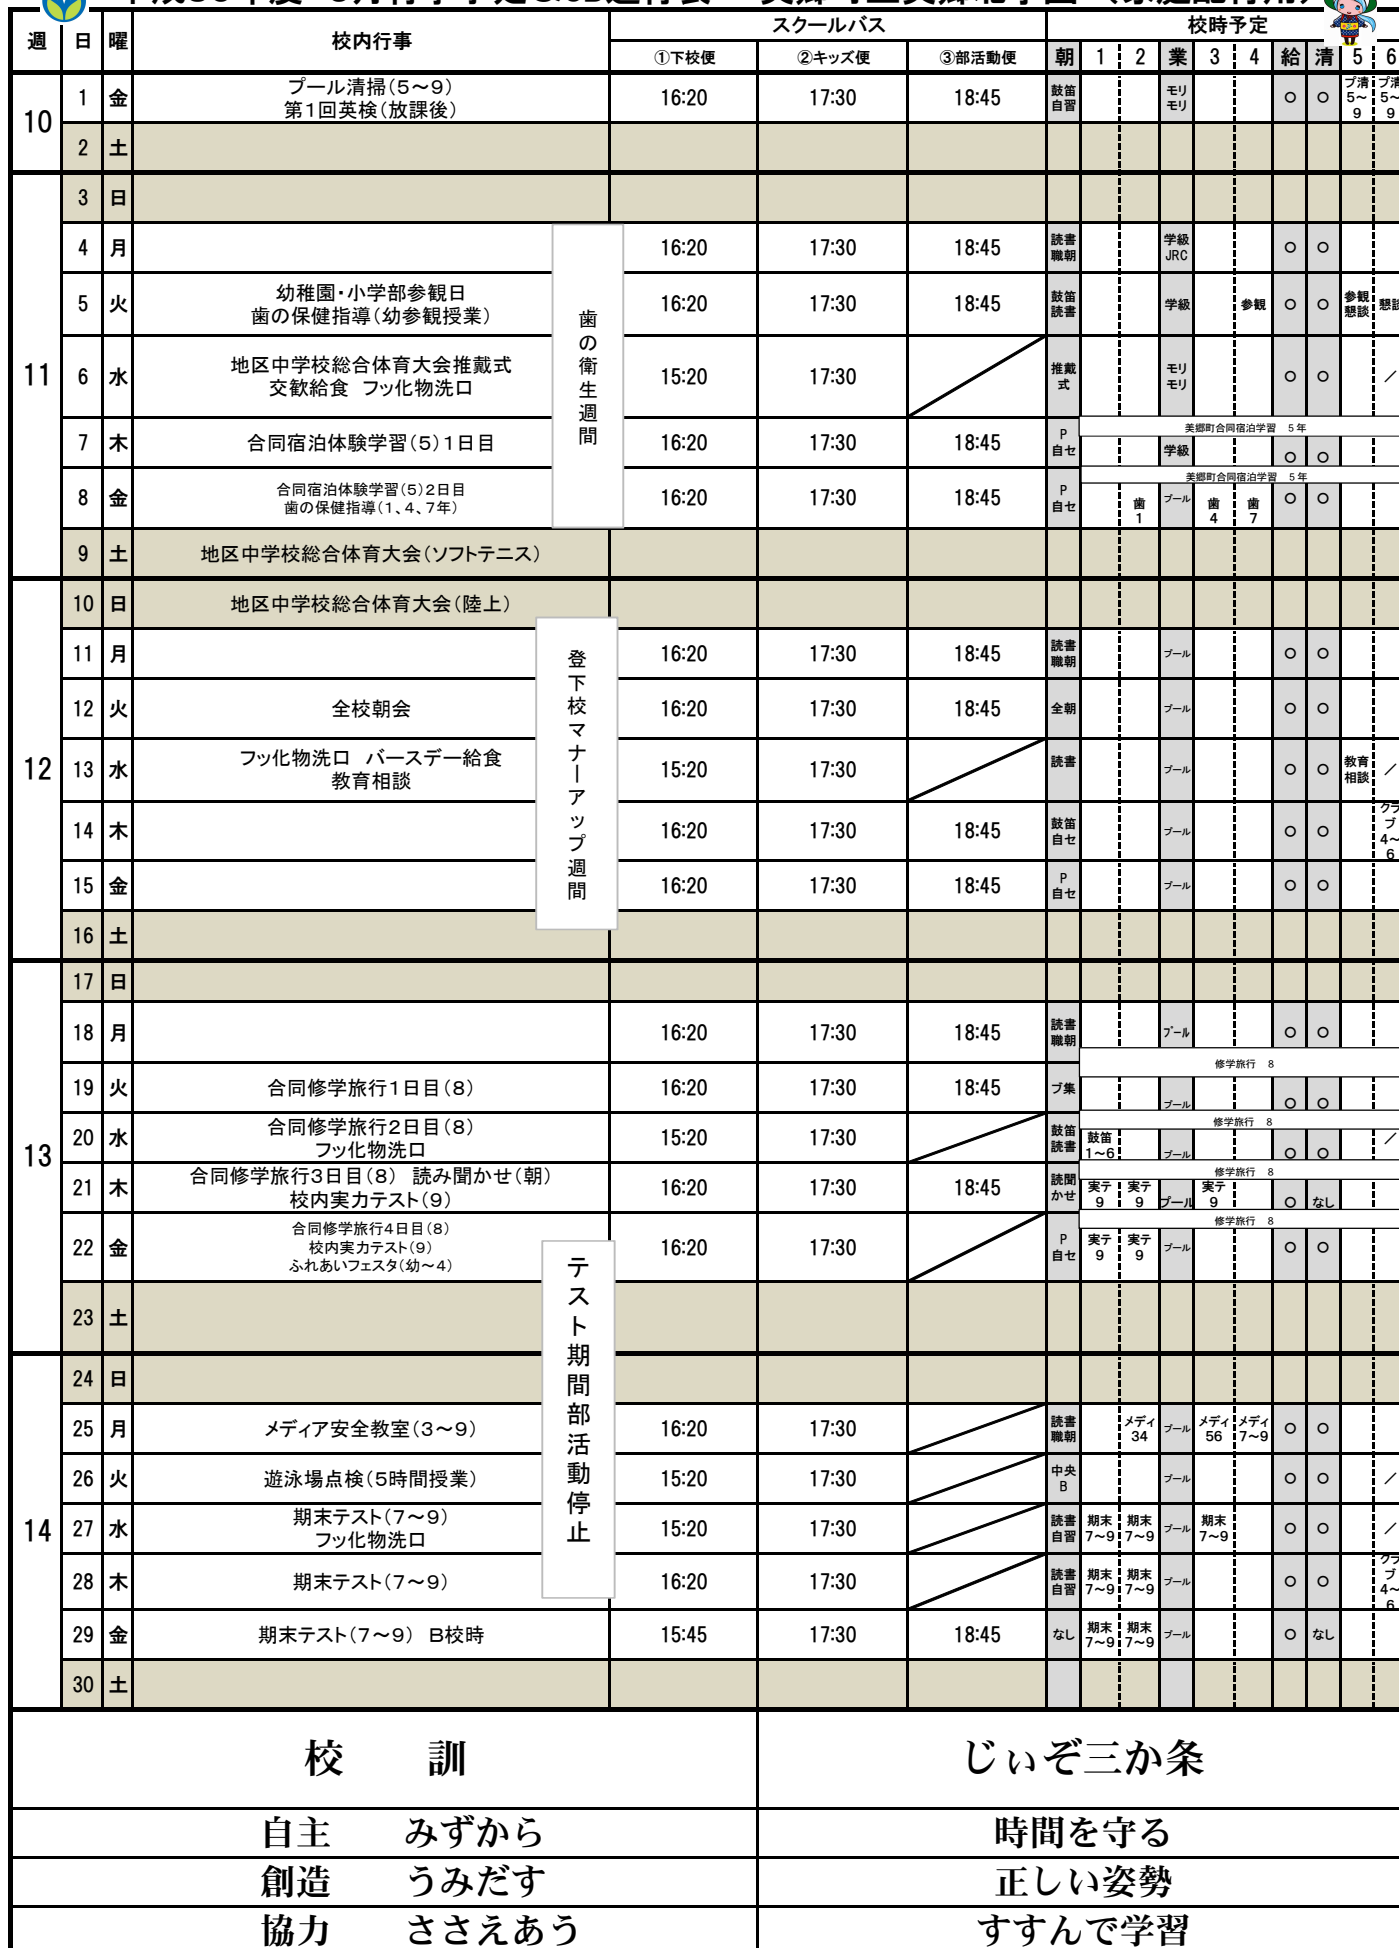 週 日 曜 校内行事 スクールバス 校時予定
①下校便 ②キッズ便 ③部活動便 朝 1 2 業 3 4 給 清 5 6
10
1 金 プール清掃(5~9) 16:20 17:30 18:45 鼓笛 モリ ○ ○ プ清 プ清
第1回英検(放課後) 自習 モリ 5~ 5~
9 9
2 土
11
3 日
4 月 16:20 17:30 18:45 読書 学級 ○ ○
職朝 JRC
5 火 幼稚園・小学部参観日 16:20 17:30 18:45 鼓笛 学級 参観 ○ ○ 参観 懇談
歯の保健指導(幼参観授業) 読書 懇談
6 水 地区中学校総合体育大会推戴式 15:20 17:30 推戴 モリ ○ ○ /
交歓給食 フッ化物洗口 式 モリ
歯の衛生週間
美郷町合同宿泊学習 5年
7 木 合同宿泊体験学習(5)1日目 16:20 17:30 18:45 P 学級 ○ ○
自セ
美郷町合同宿泊学習 5年
8 金 合同宿泊体験学習(5)2日目 16:20 17:30 18:45 P 歯 プール 歯 歯 ○ ○
歯の保健指導(1、4、7年) 自セ 1 4 7
9 土 地区中学校総合体育大会(ソフトテニス)
12
10 日 地区中学校総合体育大会(陸上)
11 月 16:20 17:30 18:45 読書 プール ○ ○
職朝
12 火 全校朝会 16:20 17:30 18:45 全朝 プール ○ ○
登下校マナーアップ週間
13 水 フッ化物洗口 バースデー給食 15:20 17:30 読書 プール ○ ○ 教育 /
教育相談 相談
14 木 16:20 17:30 18:45 鼓笛 プール ○ ○ クラ
自セ ブ
4~
6
15 金 16:20 17:30 18:45 P プール ○ ○
自セ
16 土
13
17 日
18 月 16:20 17:30 18:45 読書 プール ○ ○
職朝
修学旅行 8
19 火 合同修学旅行1日目(8) 16:20 17:30 18:45 ブ集 プール ○ ○
修学旅行 8
20 水 合同修学旅行2日目(8) 15:20 17:30 鼓笛 鼓笛 プール ○ ○ /
フッ化物洗口 読書 1~6
修学旅行 8
21 木 合同修学旅行3日目(8) 読み聞かせ(朝) 16:20 17:30 18:45 読聞 実テ 実テ プール 実テ ○ なし
校内実力テスト(9) かせ 9 9 9
修学旅行 8
22 金 合同修学旅行4日目(8) 16:20 17:30 P 実テ 実テ プール ○ ○
校内実力テスト(9) 自セ 9 9
ふれあいフェスタ(幼~4)
テスト期間部活動停止
23 土
14
24 日
25 月 メディア安全教室(3~9) 16:20 17:30 読書 メディ プール メディ メディ ○ ○
職朝 34 56 7~9
26 火 遊泳場点検(5時間授業) 15:20 17:30 中央 プール ○ ○ /
B
27 水 期末テスト(7~9) 15:20 17:30 読書 期末 期末 プール 期末 ○ ○ /
フッ化物洗口 自習 7~9 7~9 7~9
28 木 期末テスト(7~9) 16:20 17:30 読書 期末 期末 プール ○ ○ クラ
自習 7~9 7~9 ブ
4~
6
29 金 期末テスト(7~9) B校時 15:45 17:30 18:45 なし 期末 期末 プール ○ なし
7~9 7~9
30 土
校 訓 じぃぞ三か条
自主 みずから 時間を守る
創造 うみだす 正しい姿勢
協力 ささえあう すすんで学習